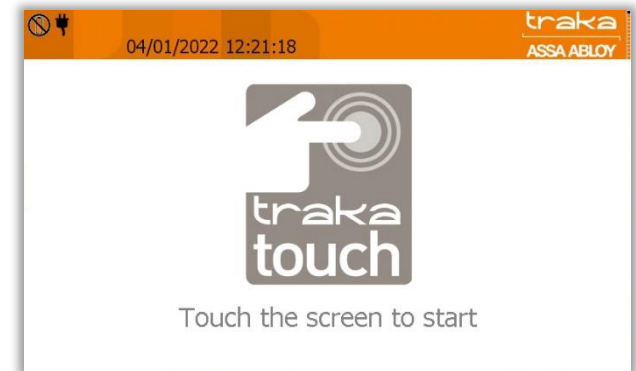 traka
04/01/2022 12:21:18
ASSA ABLOY
traka
touch
Touch the screen to start